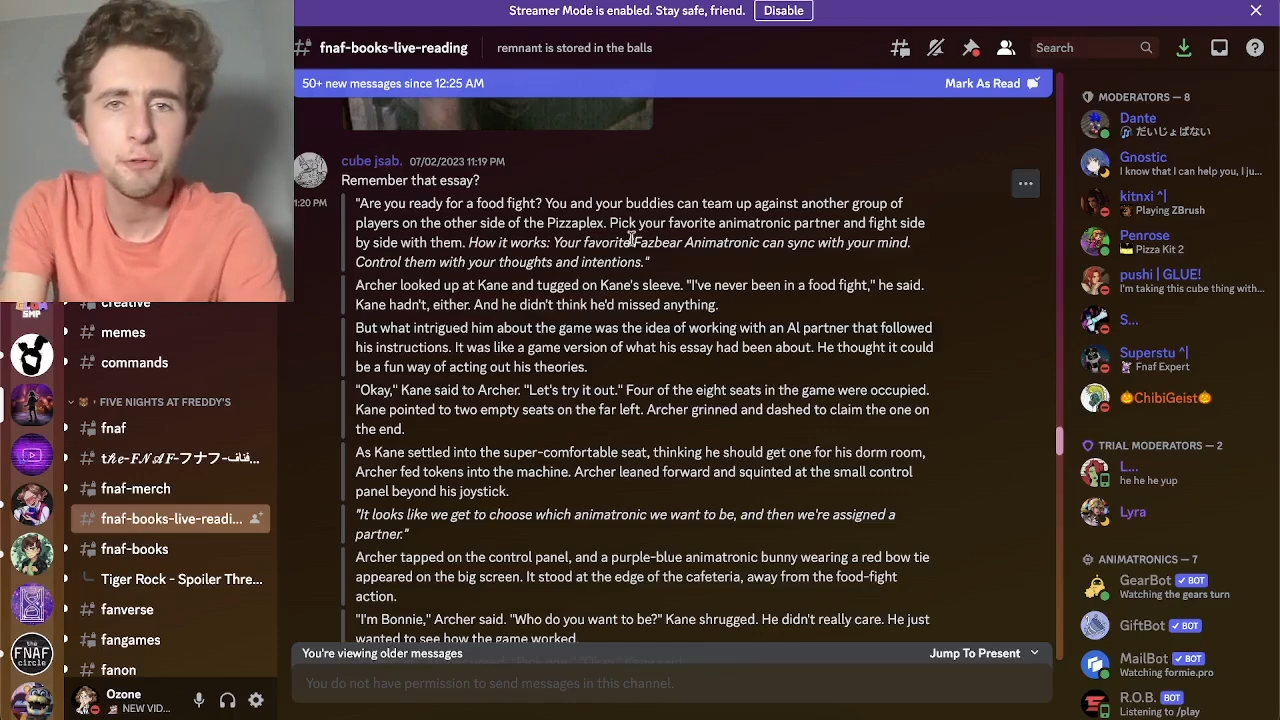 Streamer Mode is enabled. Stay safe, friend.
Disable
fnaf-books-live-reading
remnant is stored in the balls
Search
50+ new messages since 12:25 AM
Mark As Read
cube jsab. 07/02/2023 11:19 PM
Remember that essay?
1:20 PM
"Are you ready for a food fight? You and your buddies can team up against another group of
players on the other side of the Pizzaplex. Pick your favorite animatronic partner and fight side
by side with them. How it works: Your favorite Fazbear Animatronic can sync with your mind.
Control them with your thoughts and intentions."
Archer looked up at Kane and tugged on Kane's sleeve. "I've never been in a food fight," he said.
Kane hadn't, either. And he didn't think he'd missed anything.
But what intrigued him about the game was the idea of working with an AI partner that followed
his instructions. It was like a game version of what his essay had been about. He thought it could
be a fun way of acting out his theories.
"Okay," Kane said to Archer. "Let's try it out." Four of the eight seats in the game were occupied.
Kane pointed to two empty seats on the far left. Archer grinned and dashed to claim the one on
the end.
As Kane settled into the super-comfortable seat, thinking he should get one for his dorm room,
Archer fed tokens into the machine. Archer leaned forward and squinted at the small control
panel beyond his joystick.
"It looks like we get to choose which animatronic we want to be, and then we're assigned a
partner."
Archer tapped on the control panel, and a purple-blue animatronic bunny wearing a red bow tie
appeared on the big screen. It stood at the edge of the cafeteria, away from the food-fight
action.
"I'm Bonnie," Archer said. "Who do you want to be?" Kane shrugged. He didn't really care. He just
wanted to see how the game worked.
You're viewing older messages
Jump To Present
You do not have permission to send messages in this channel.
creative
memes
commands
FIVE NIGHTS AT FREDDY'S
fnaf
the-FNAF-フナフ-فناف...
fnaf-merch
fnaf-books-live-readi...
fnaf-books
Tiger Rock - Spoiler Thre...
fanverse
fangames
fanon
the
FNAF
CIRCLE
SMP
Ozone
NEW VID...
MODERATORS — 8
Dante
だいじょばない
Gnostic
I know that I can help you, I ju...
kitnxi ^|
Playing ZBrush
Penrose
Pizza Kit 2
pushi | GLUE!
I'm taking this cube thing with...
S...
Superstu ^|
Fnaf Expert
ChibiGeist
TRIAL MODERATORS — 2
L...
he he he yup
Lyra
ANIMATRONICS — 7
GearBot ✓ BOT
Watching the gears turn
GiftBot ✓ BOT
MailBot ✓ BOT
Watching formie.pro
R.O.B. ✓ BOT
Listening to /play